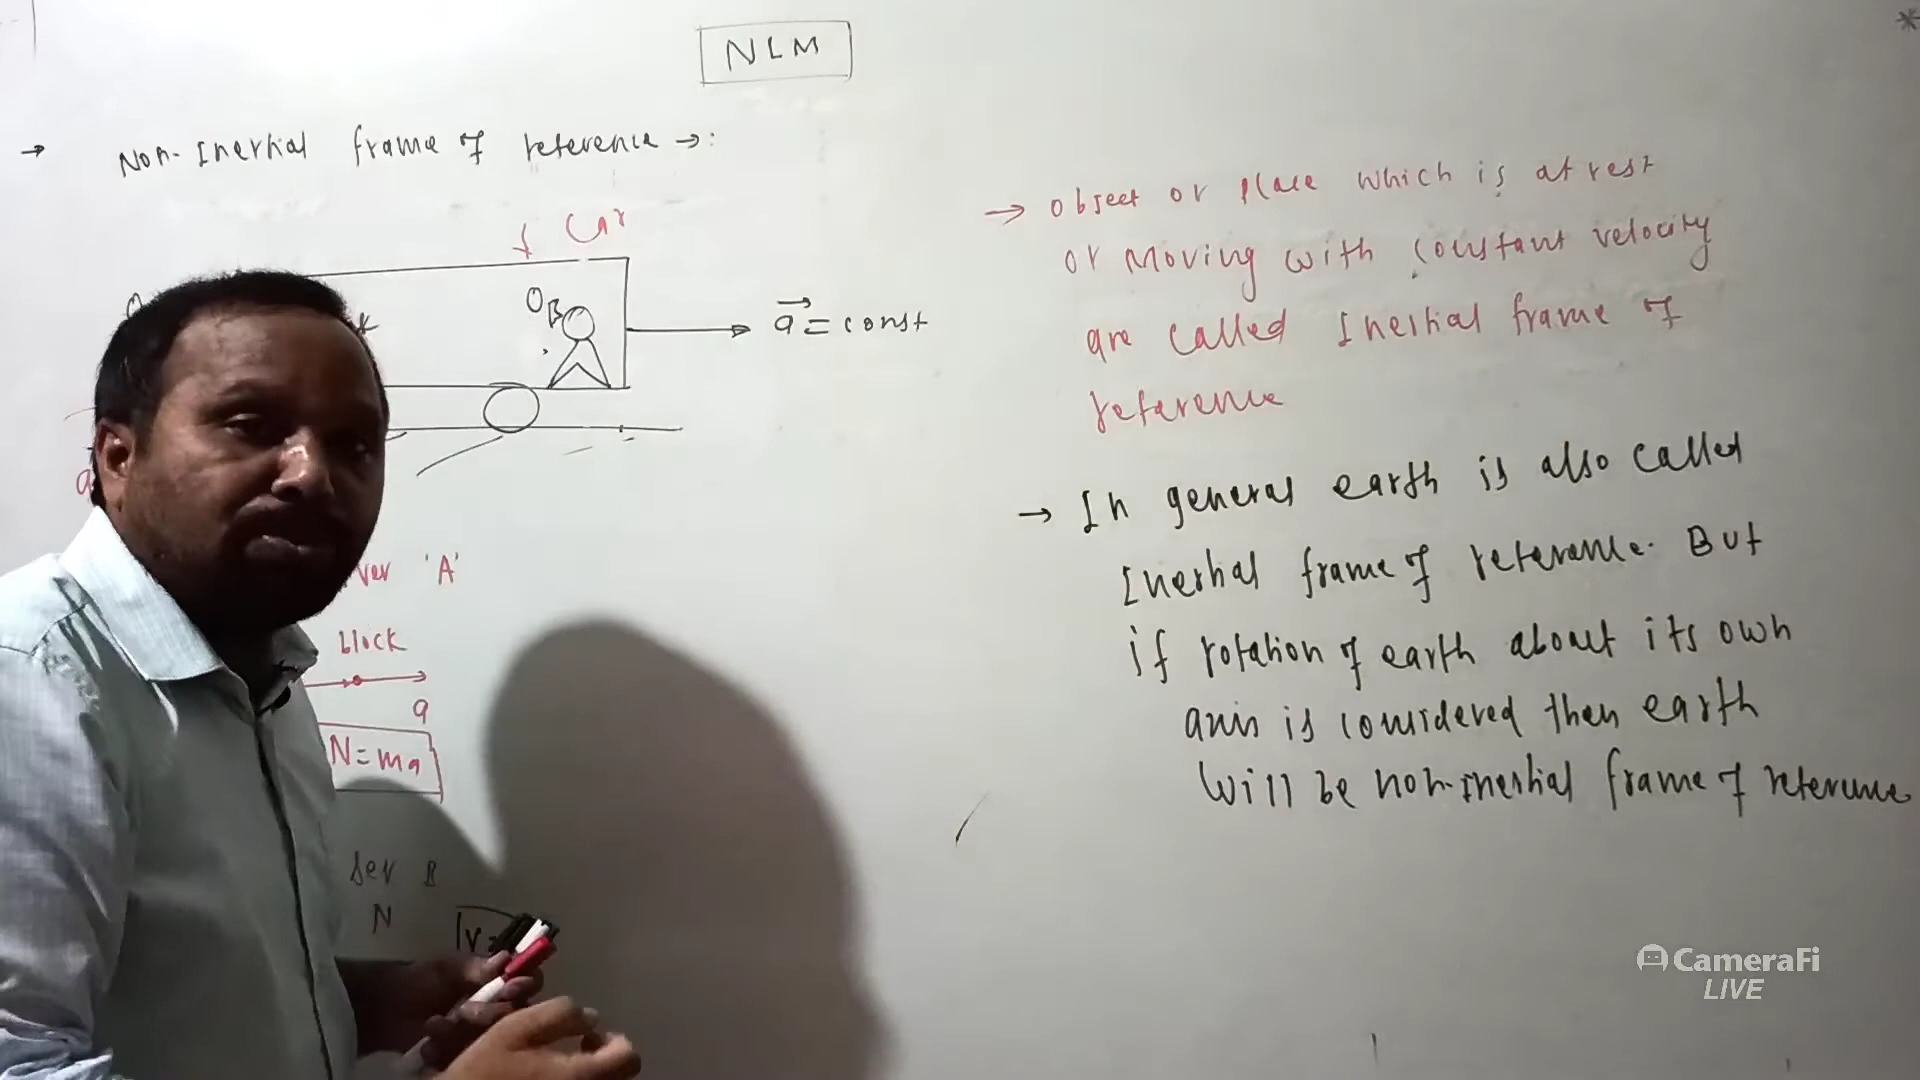 NLM
→ Non-Inertial frame of reference →:
↓ Car
O_B
a⃗ = const
ver 'A'
block
a
N = ma
ser B
N
→ Object or place which is at rest
or moving with constant velocity
are called Inertial frame of
reference
→ In general earth is also called
Inertial frame of reference. But
if rotation of earth about its own
axis is considered then earth
will be non-inertial frame of reference
CameraFi
LIVE